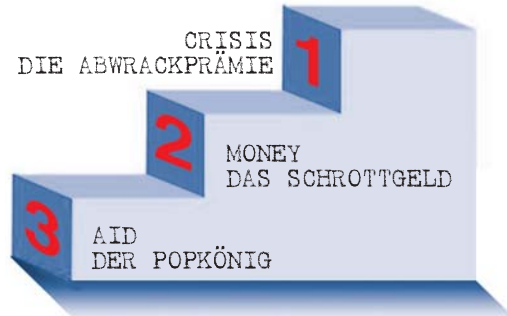 CRISIS
DIE ABWRACKPRÄMIE
1
2
MONEY
DAS SCHROTTGELD
3
AID
DER POPKÖNIG